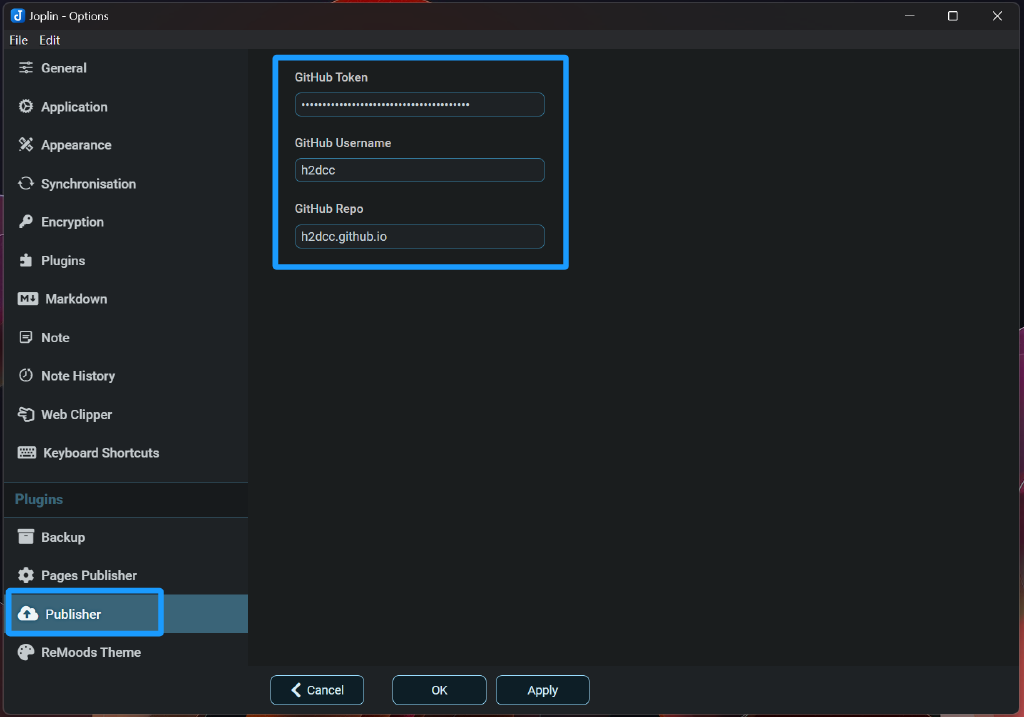 Joplin - Options
File Edit
General
Application
Appearance
Synchronisation
Encryption
Plugins
Markdown
Note
Note History
Web Clipper
Keyboard Shortcuts
Plugins
Backup
Pages Publisher
Publisher
ReMoods Theme
GitHub Token
••••••••••••••••••••••••••••••••••••••••
GitHub Username
h2dcc
GitHub Repo
h2dcc.github.io
Cancel OK Apply